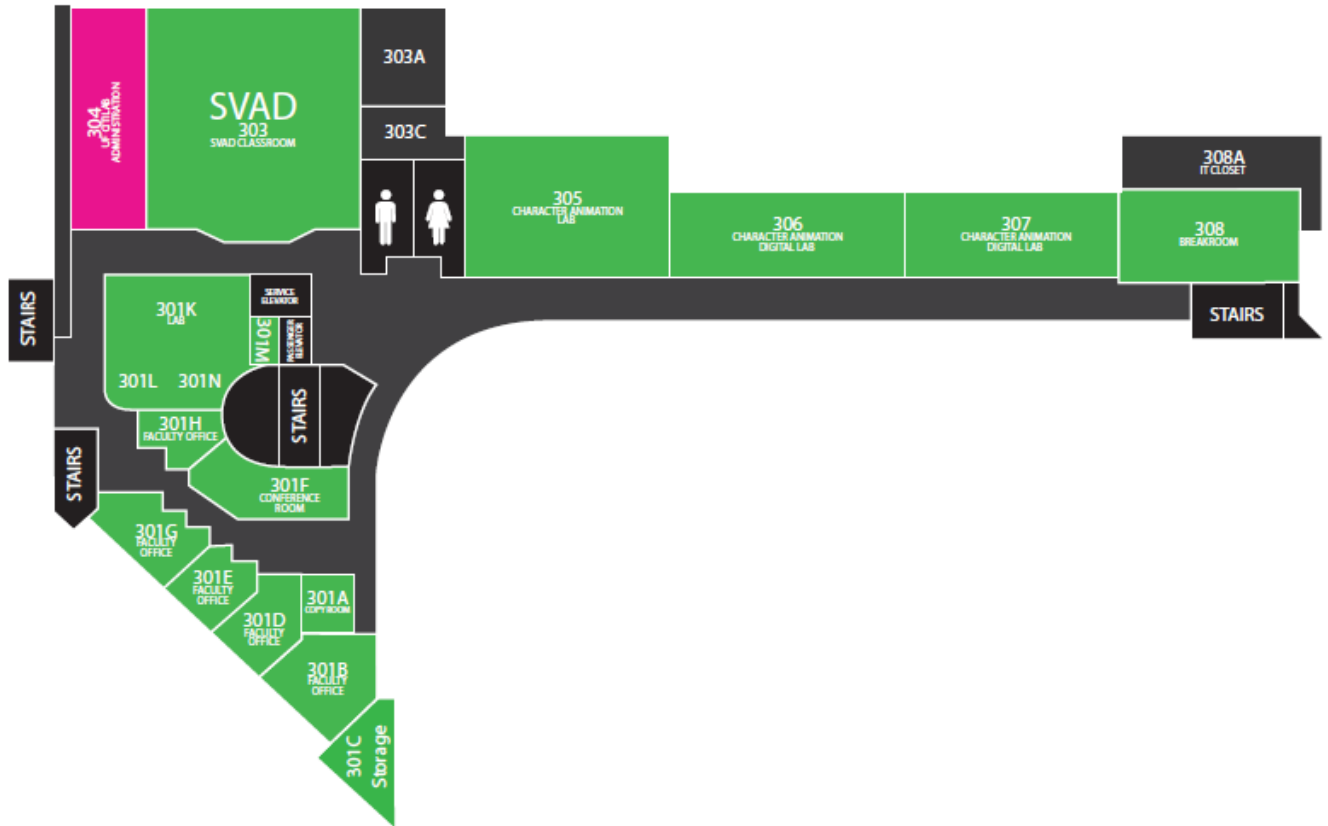 304
ADMINISTRATION
SVAD
303
SVAD CLASSROOM
303A
303C
305
CHARACTER ANIMATION
LAB
306
CHARACTER ANIMATION
DIGITAL LAB
307
CHARACTER ANIMATION
DIGITAL LAB
308A
IT CLOSET
308
BREAKROOM
STAIRS
STAIRS
301K
LAB
301L
301N
SERVICE
ELEVATOR
301M
PASSENGER
ELEVATOR
STAIRS
301H
FACULTY OFFICE
STAIRS
301F
CONFERENCE
ROOM
301G
FACULTY
OFFICE
301E
FACULTY
OFFICE
301D
FACULTY
OFFICE
301A
COPY ROOM
301B
FACULTY
OFFICE
301C
Storage